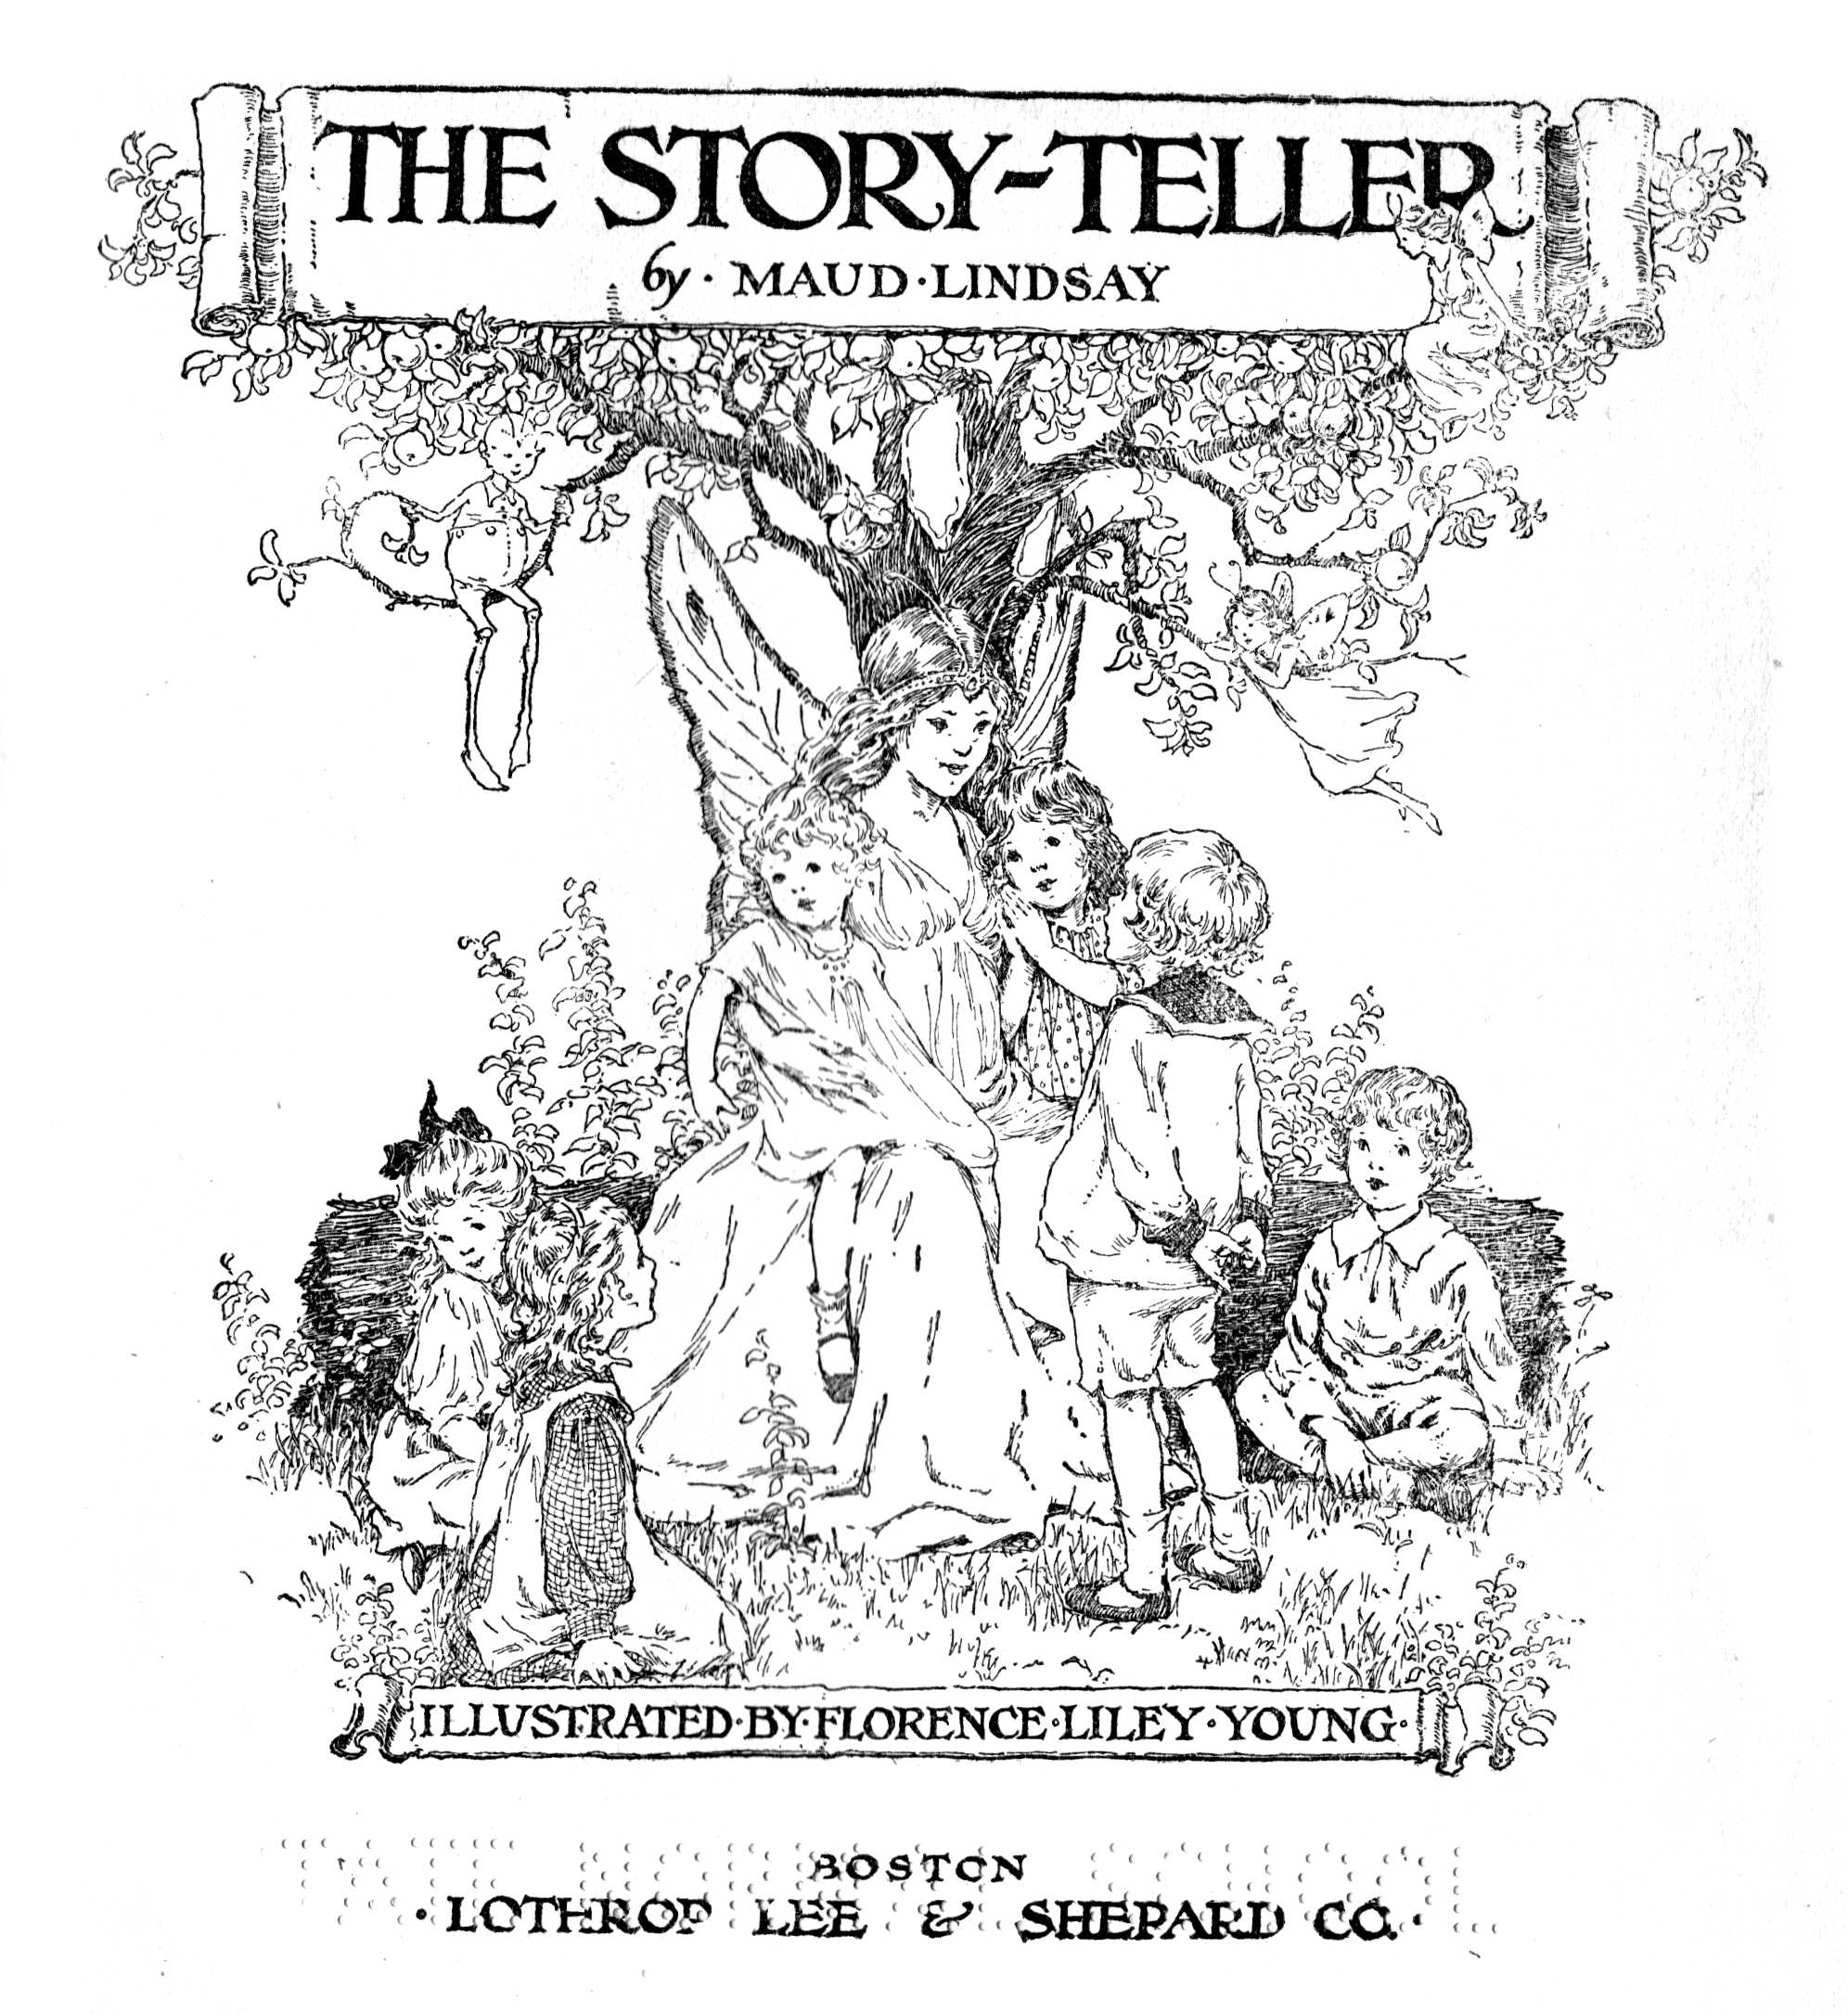 THE STORY-TELLER
by · MAUD · LINDSAY
ILLUSTRATED · BY · FLORENCE · LILEY · YOUNG ·
BOSTON
· LOTHROP LEE & SHEPARD CO. ·